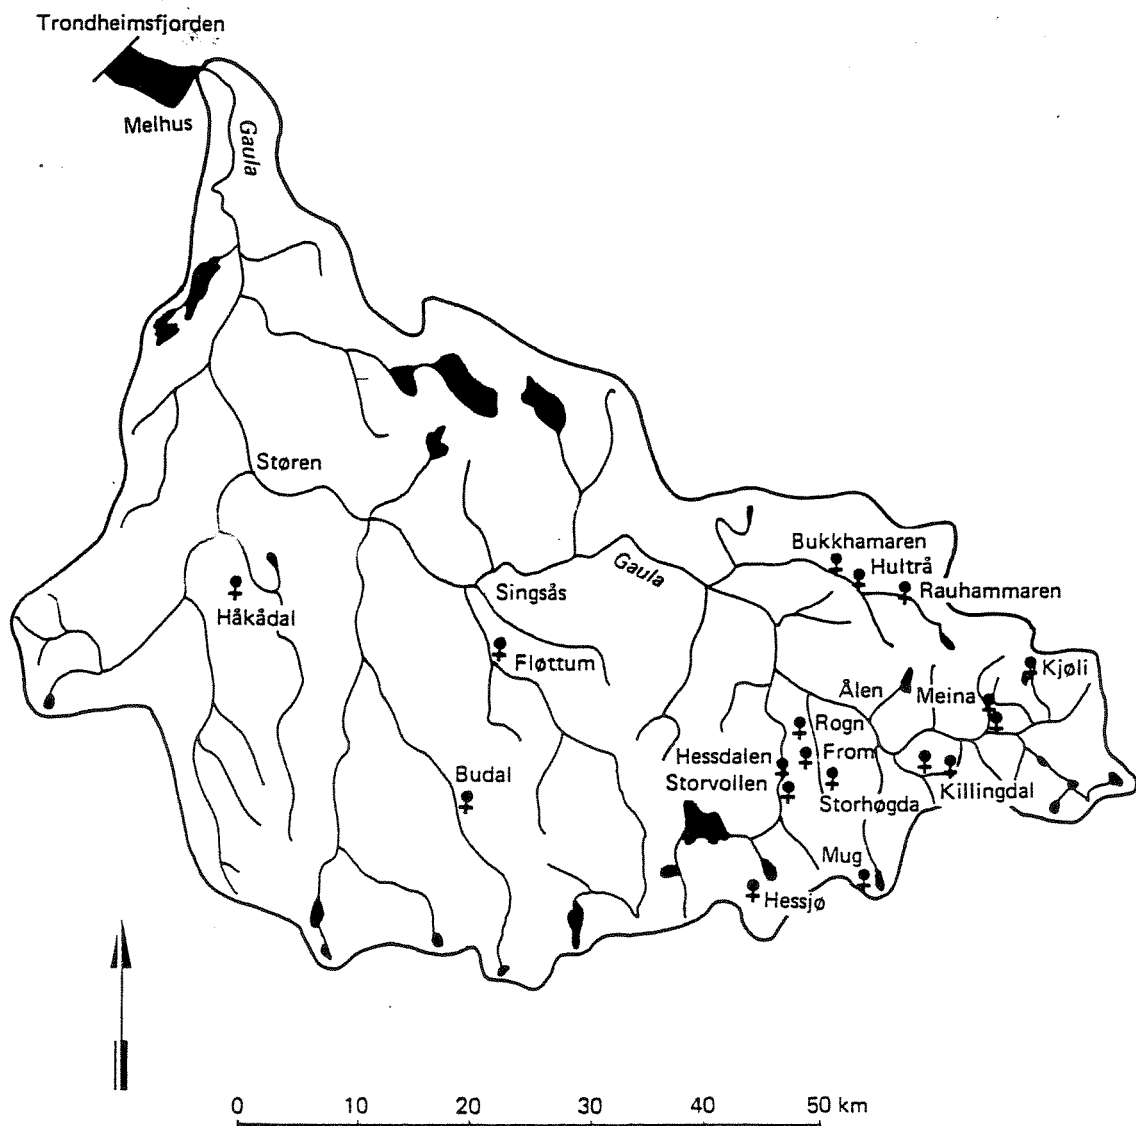 Trondheimsfjorden
Melhus
Gaula
Støren
Bukkhamaren
Hultrå
Gaula
Rauhammaren
Singsås
Håkådal
Fløttum
Kjøli
Ålen
Meina
Rogn
Hessdalen
From
Storvollen
Budal
Killingdal
Storhøgda
Mug
Hessjø
0 10 20 30 40 50 km